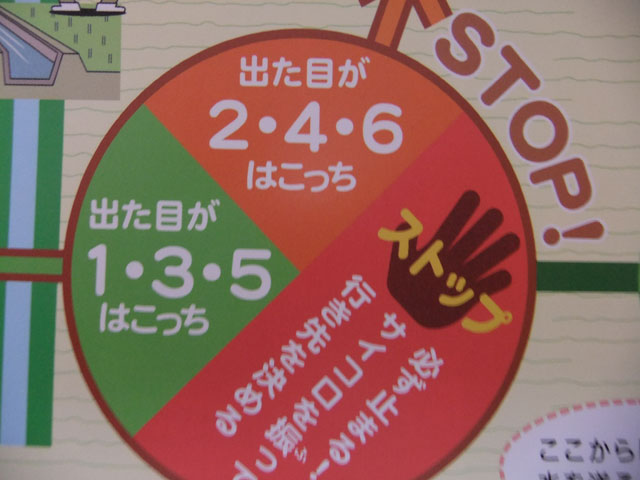 STOP!
出た目が
2・4・6
はこっち
出た目が
1・3・5
はこっち
ストップ
必ず止まる!
サイコロを振って
行き先を決める
ここから